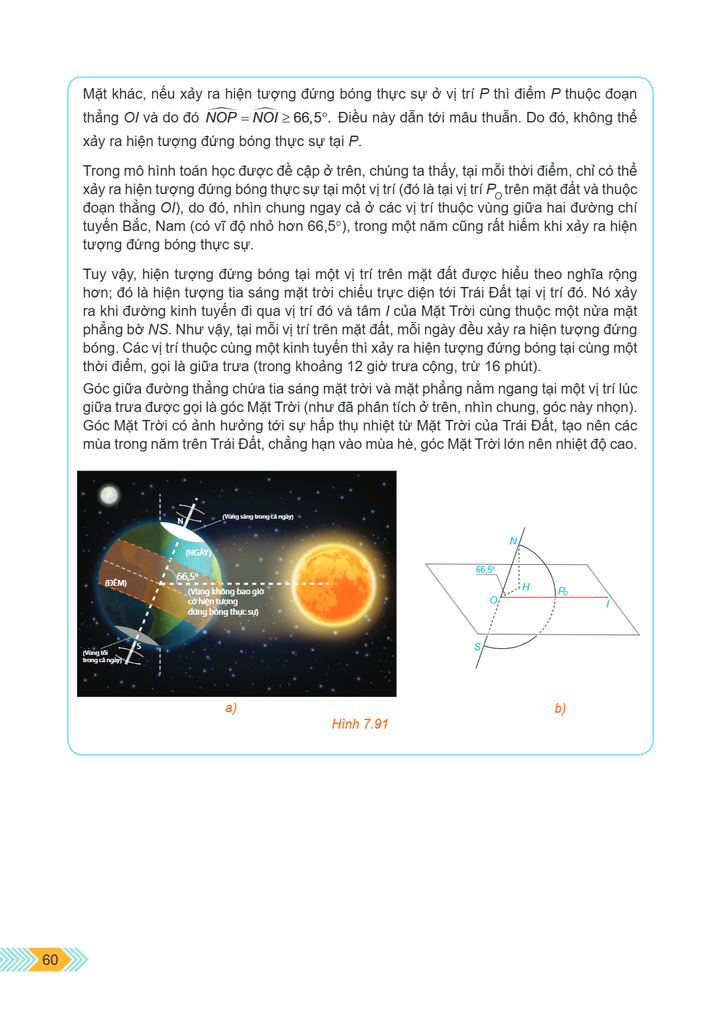 Mặt khác, nếu xảy ra hiện tượng đứng bóng thực sự ở vị trí P thì điểm P thuộc đoạn
thẳng OI và do đó NOP = NOI ≥ 66,5°. Điều này dẫn tới mâu thuẫn. Do đó, không thể
xảy ra hiện tượng đứng bóng thực sự tại P.
Trong mô hình toán học được đề cập ở trên, chúng ta thấy, tại mỗi thời điểm, chỉ có thể
xảy ra hiện tượng đứng bóng thực sự tại một vị trí (đó là tại vị trí P₀ trên mặt đất và thuộc
đoạn thẳng OI), do đó, nhìn chung ngay cả ở các vị trí thuộc vùng giữa hai đường chí
tuyến Bắc, Nam (có vĩ độ nhỏ hơn 66,5°), trong một năm cũng rất hiếm khi xảy ra hiện
tượng đứng bóng thực sự.
Tuy vậy, hiện tượng đứng bóng tại một vị trí trên mặt đất được hiểu theo nghĩa rộng
hơn; đó là hiện tượng tia sáng mặt trời chiếu trực diện tới Trái Đất tại vị trí đó. Nó xảy
ra khi đường kinh tuyến đi qua vị trí đó và tâm I của Mặt Trời cùng thuộc một nửa mặt
phẳng bờ NS. Như vậy, tại mỗi vị trí trên mặt đất, mỗi ngày đều xảy ra hiện tượng đứng
bóng. Các vị trí thuộc cùng một kinh tuyến thì xảy ra hiện tượng đứng bóng tại cùng một
thời điểm, gọi là giữa trưa (trong khoảng 12 giờ trưa cộng, trừ 16 phút).
Góc giữa đường thẳng chứa tia sáng mặt trời và mặt phẳng nằm ngang tại một vị trí lúc
giữa trưa được gọi là góc Mặt Trời (như đã phân tích ở trên, nhìn chung, góc này nhọn).
Góc Mặt Trời có ảnh hưởng tới sự hấp thụ nhiệt từ Mặt Trời của Trái Đất, tạo nên các
mùa trong năm trên Trái Đất, chẳng hạn vào mùa hè, góc Mặt Trời lớn nên nhiệt độ cao.
N
(Vùng sáng trong cả ngày)
(NGÀY)
66,5°
(ĐÊM)
(Vùng không bao giờ
có hiện tượng
đứng bóng thực sự)
S
(Vùng tối
trong cả ngày)
N
66,5°
H
P₀
O
I
S
a)
b)
Hình 7.91
60